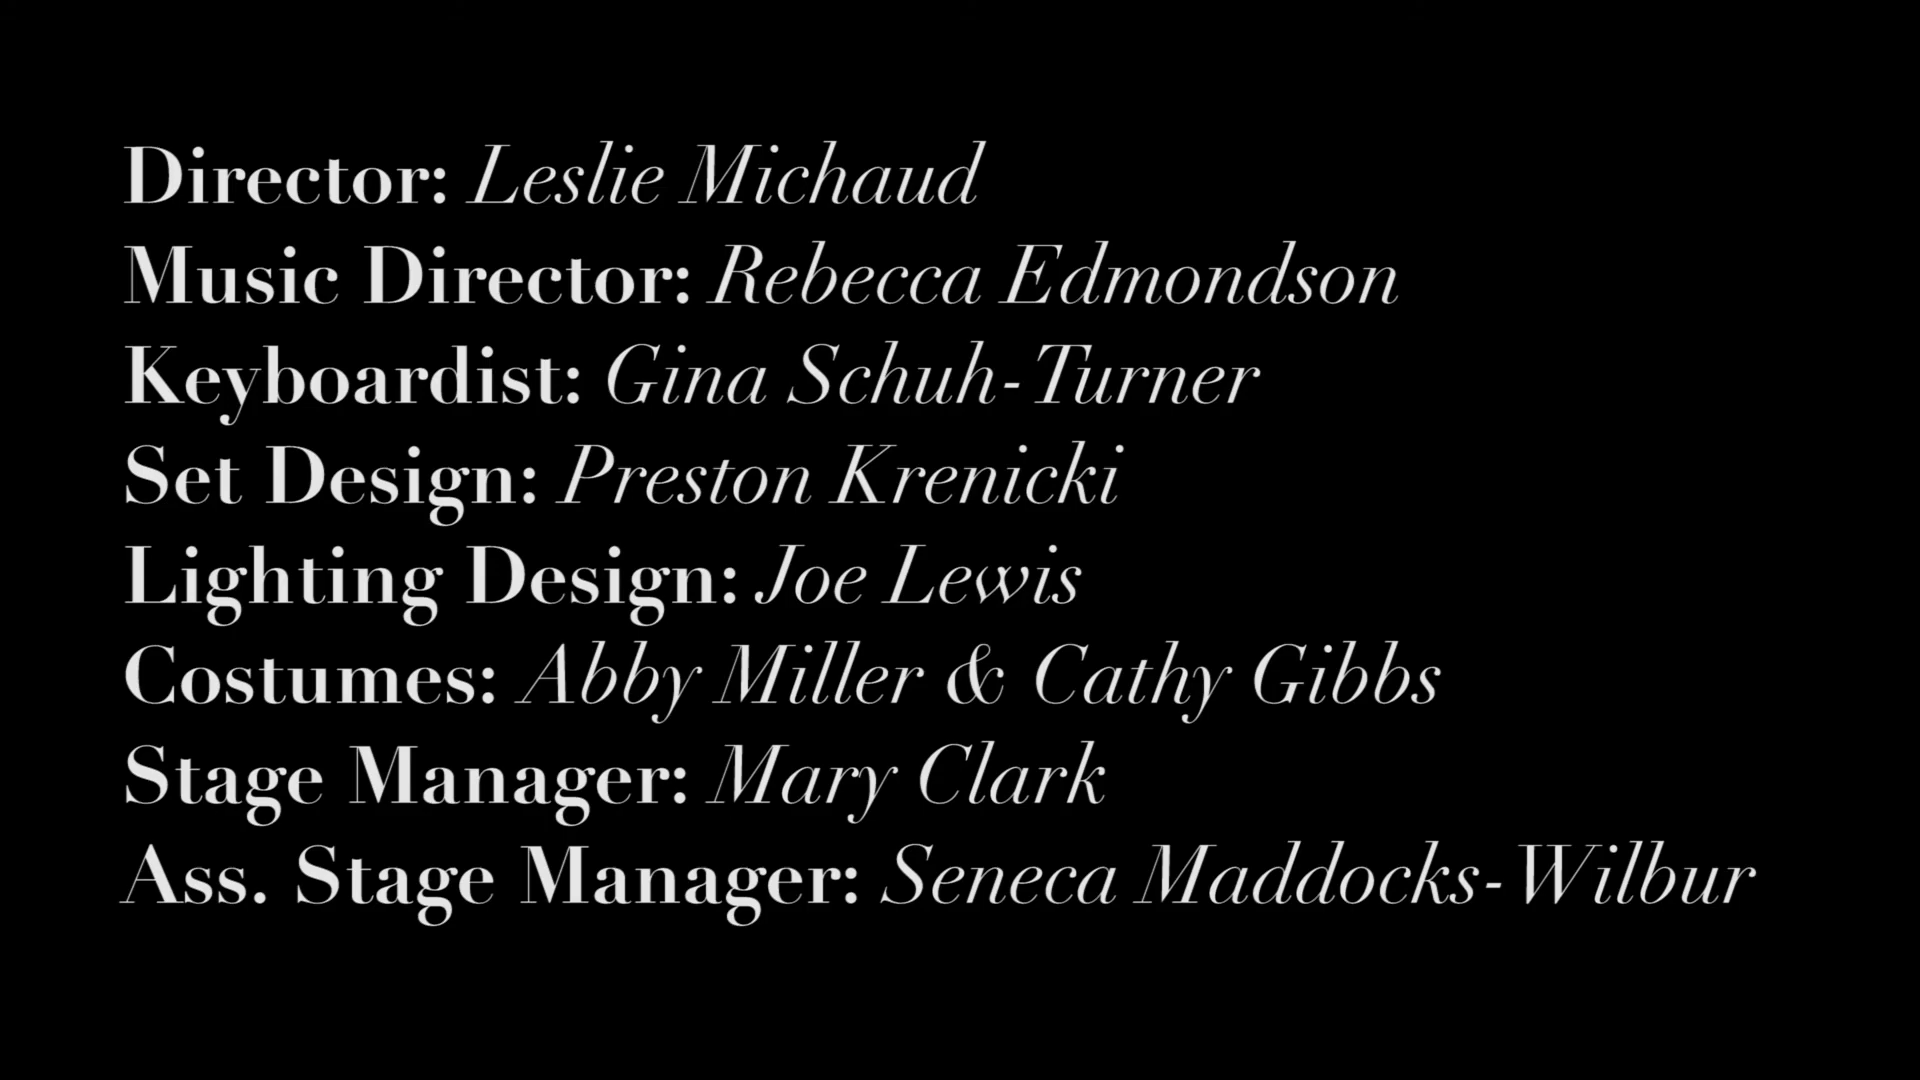 Director: Leslie Michaud
Music Director: Rebecca Edmondson
Keyboardist: Gina Schuh-Turner
Set Design: Preston Krenicki
Lighting Design: Joe Lewis
Costumes: Abby Miller & Cathy Gibbs
Stage Manager: Mary Clark
Ass. Stage Manager: Seneca Maddocks-Wilbur